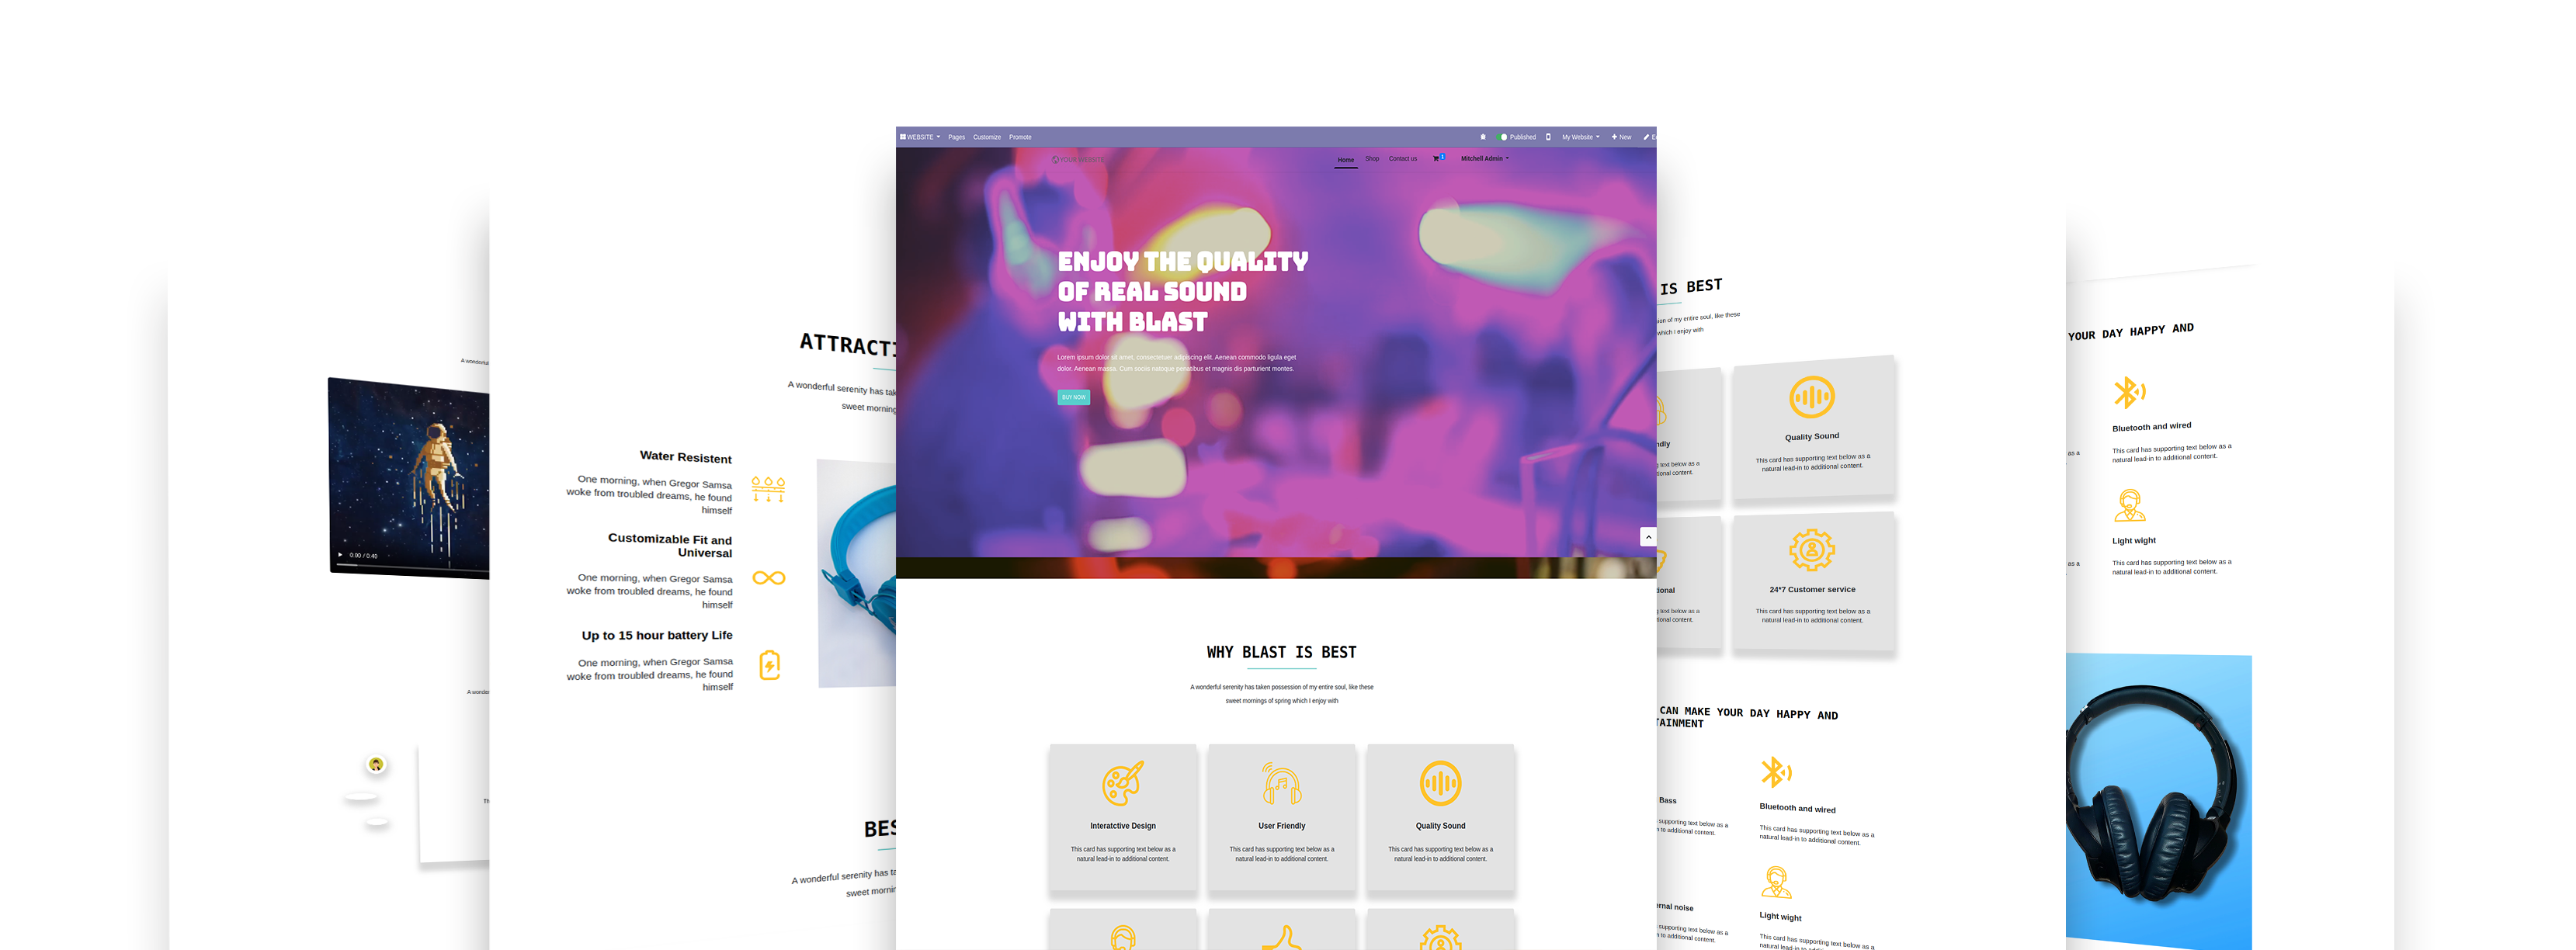 WEBSITE Pages Customize Promote
Published My Website New
YOUR WEBSITE
Home Shop Contact us 1 Mitchell Admin
ENJOY THE QUALITY
OF REAL SOUND
WITH BLAST
Lorem ipsum dolor sit amet, consectetuer adipiscing elit. Aenean commodo ligula eget
dolor. Aenean massa. Cum sociis natoque penatibus et magnis dis parturient montes.
BUY NOW
WHY BLAST IS BEST
A wonderful serenity has taken possession of my entire soul, like these
sweet mornings of spring which I enjoy with
Interatctive Design
This card has supporting text below as a
natural lead-in to additional content.
User Friendly
This card has supporting text below as a
natural lead-in to additional content.
Quality Sound
This card has supporting text below as a
natural lead-in to additional content.
A wonderful
0:00 / 0:40
ATTRACTI
A wonderful serenity has tak
sweet morning
Water Resistent
One morning, when Gregor Samsa
woke from troubled dreams, he found
himself
Customizable Fit and
Universal
One morning, when Gregor Samsa
woke from troubled dreams, he found
himself
Up to 15 hour battery Life
One morning, when Gregor Samsa
woke from troubled dreams, he found
himself
BES
A wonderful serenity has ta
sweet mornin
IS BEST
of my entire soul, like these
which I enjoy with
Quality Sound
This card has supporting text below as a
natural lead-in to additional content.
text below as a
content.
24*7 Customer service
This card has supporting text below as a
natural lead-in to additional content.
text below as a
content.
CAN MAKE YOUR DAY HAPPY AND
TAINMENT
Bass
supporting text below as a
to additional content.
Bluetooth and wired
This card has supporting text below as a
natural lead-in to additional content.
noise
supporting text below as a
to additional content.
Light wight
This card has supporting text below as a
natural lead-in to additional
YOUR DAY HAPPY AND
Bluetooth and wired
This card has supporting text below as a
natural lead-in to additional content.
as a
Light wight
This card has supporting text below as a
natural lead-in to additional content.
as a